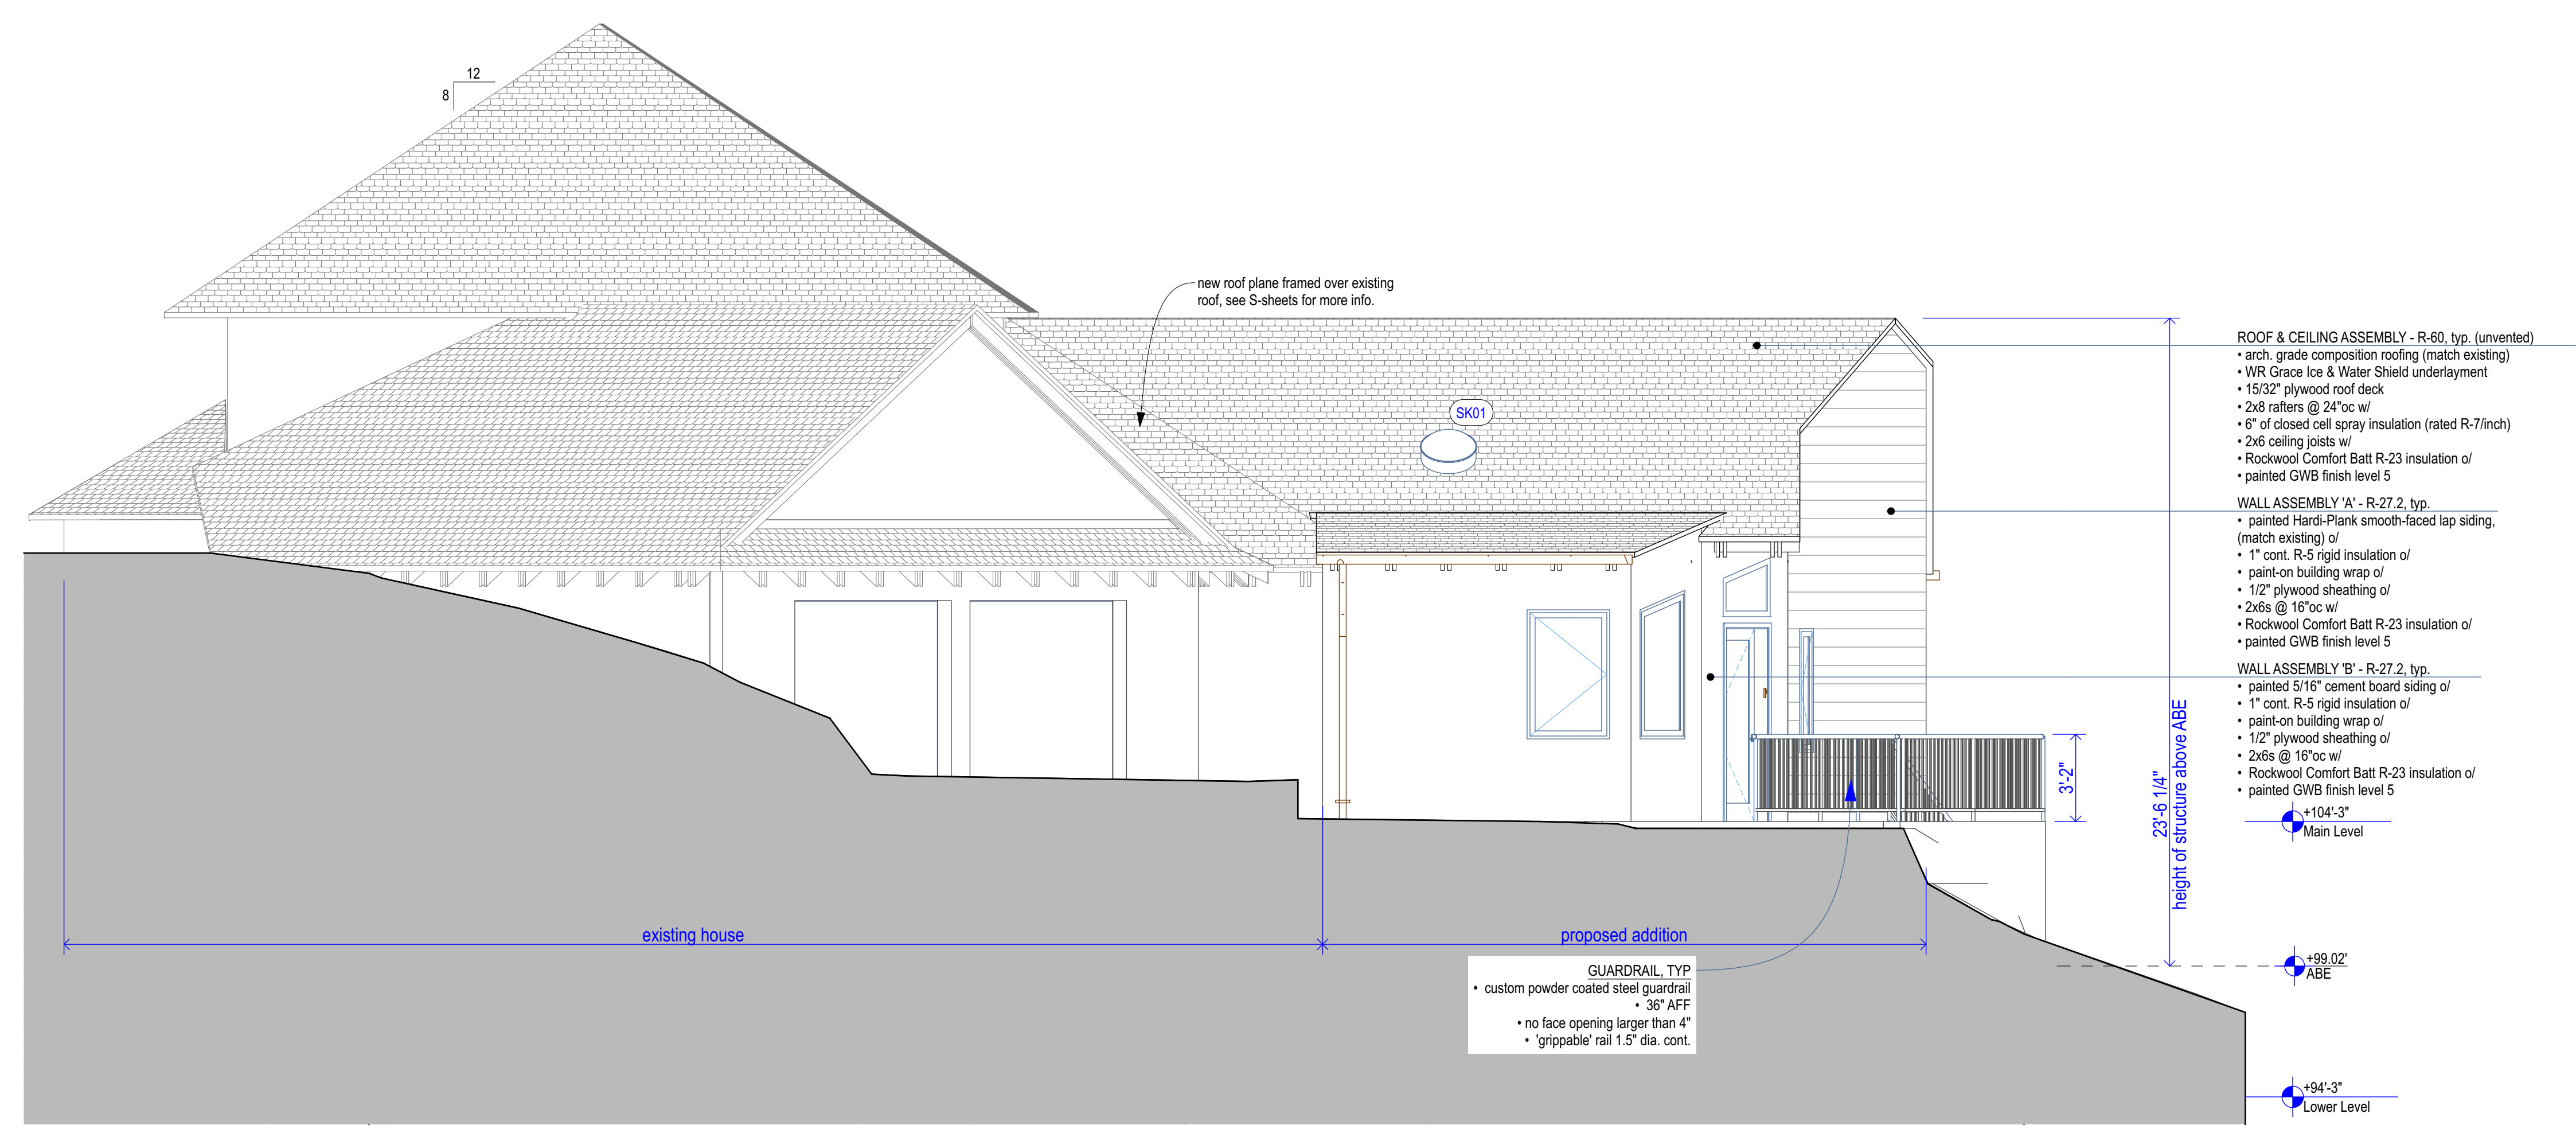 12
8
new roof plane framed over existing
roof, see S-sheets for more info.
SK01
ROOF & CEILING ASSEMBLY - R-60, typ. (unvented)
• arch. grade composition roofing (match existing)
• WR Grace Ice & Water Shield underlayment
• 15/32" plywood roof deck
• 2x8 rafters @ 24"oc w/
• 6" of closed cell spray insulation (rated R-7/inch)
• 2x6 ceiling joists w/
• Rockwool Comfort Batt R-23 insulation o/
• painted GWB finish level 5
WALL ASSEMBLY 'A' - R-27.2, typ.
• painted Hardi-Plank smooth-faced lap siding,
(match existing) o/
• 1" cont. R-5 rigid insulation o/
• paint-on building wrap o/
• 1/2" plywood sheathing o/
• 2x6s @ 16"oc w/
• Rockwool Comfort Batt R-23 insulation o/
• painted GWB finish level 5
WALL ASSEMBLY 'B' - R-27.2, typ.
• painted 5/16" cement board siding o/
• 1" cont. R-5 rigid insulation o/
• paint-on building wrap o/
• 1/2" plywood sheathing o/
• 2x6s @ 16"oc w/
• Rockwool Comfort Batt R-23 insulation o/
• painted GWB finish level 5
3'-2"
23'-6 1/4"
height of structure above ABE
+104'-3"
Main Level
existing house
proposed addition
+99.02'
ABE
GUARDRAIL, TYP
• custom powder coated steel guardrail
• 36" AFF
• no face opening larger than 4"
• 'grippable' rail 1.5" dia. cont.
+94'-3"
Lower Level